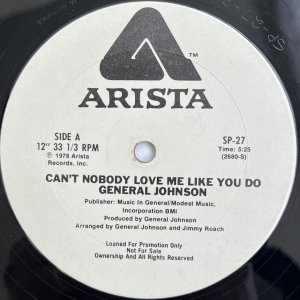 TM
ARISTA
SIDE A
12" 33 1/3 RPM
℗ 1978 Arista
Records, Inc.
SP-27
Time: 5:25
(2680-S)
CAN'T NOBODY LOVE ME LIKE YOU DO
GENERAL JOHNSON
Publisher: Music in General/Modest Music,
Incorporation BMI
Produced by General Johnson
Arranged by General Johnson and Jimmy Roach
Loaned For Promotion Only
Not For Sale
Ownership And All Rights Reserved